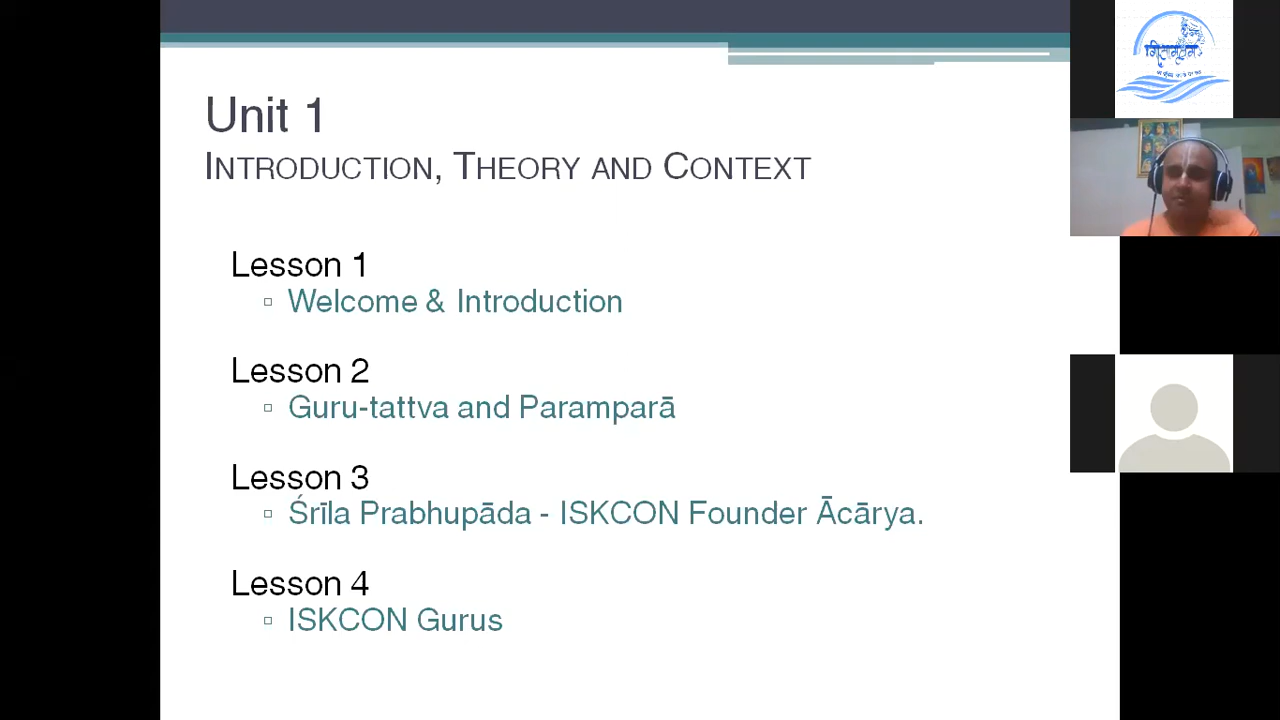 Unit 1
INTRODUCTION, THEORY AND CONTEXT
Lesson 1
Welcome & Introduction
Lesson 2
Guru-tattva and Paramparā
Lesson 3
Śrīla Prabhupāda - ISKCON Founder Ācārya.
Lesson 4
ISKCON Gurus